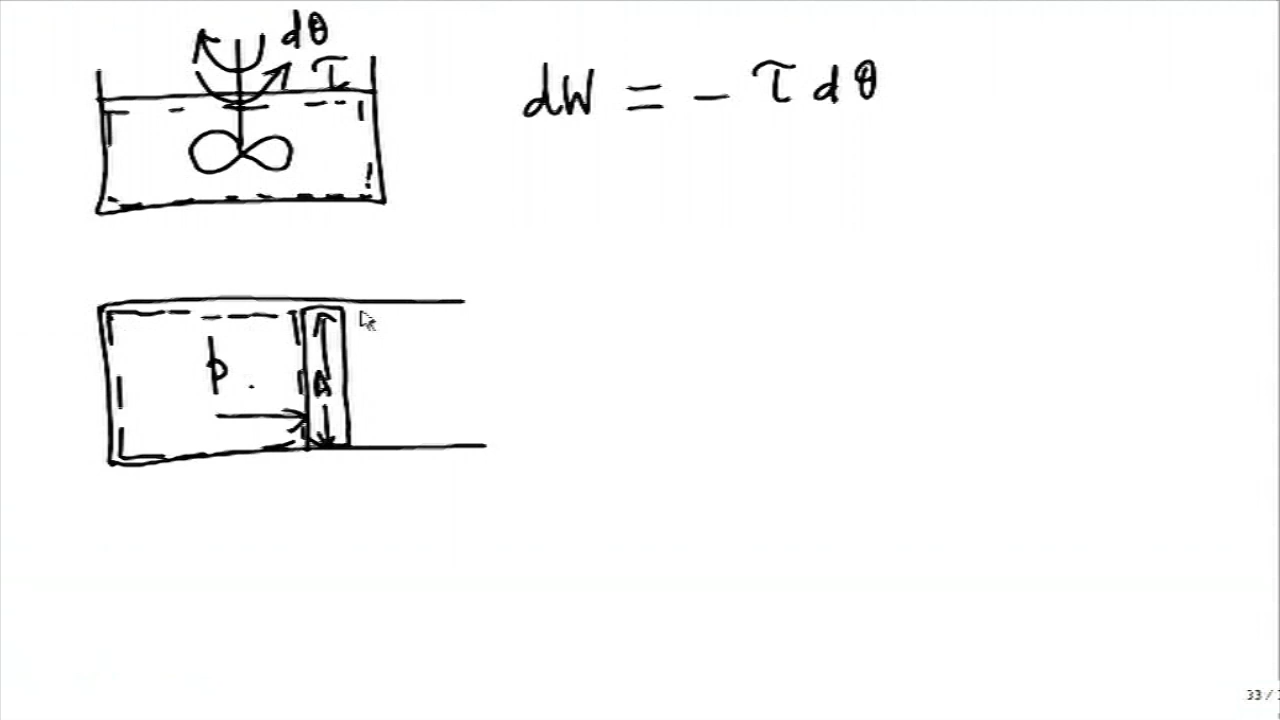 dθ
τ
dW = - τ dθ
p.
A
33 /